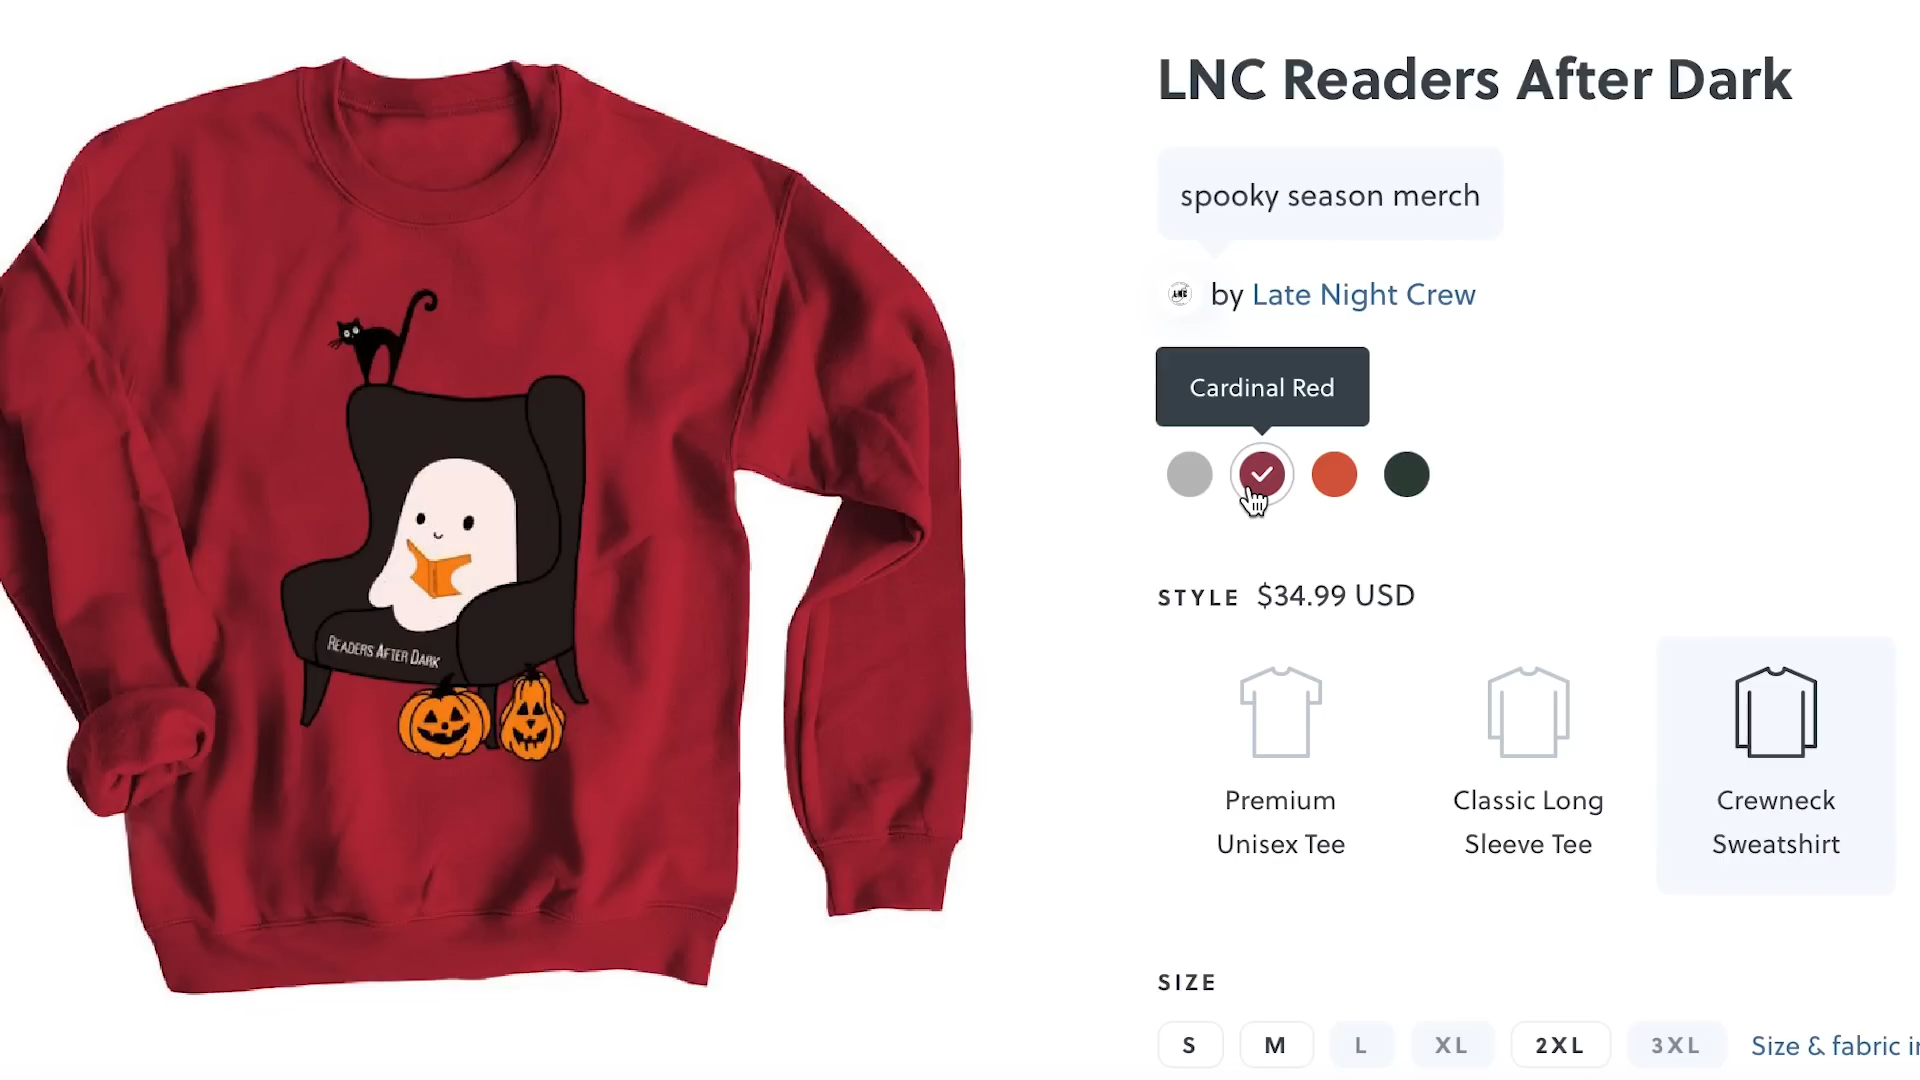 LNC Readers After Dark
spooky season merch
LNC
by Late Night Crew
Cardinal Red
STYLE $34.99 USD
Premium
Unisex Tee
Classic Long
Sleeve Tee
Crewneck
Sweatshirt
SIZE
S M L XL 2XL 3XL Size & fabric
READERS AFTER DARK